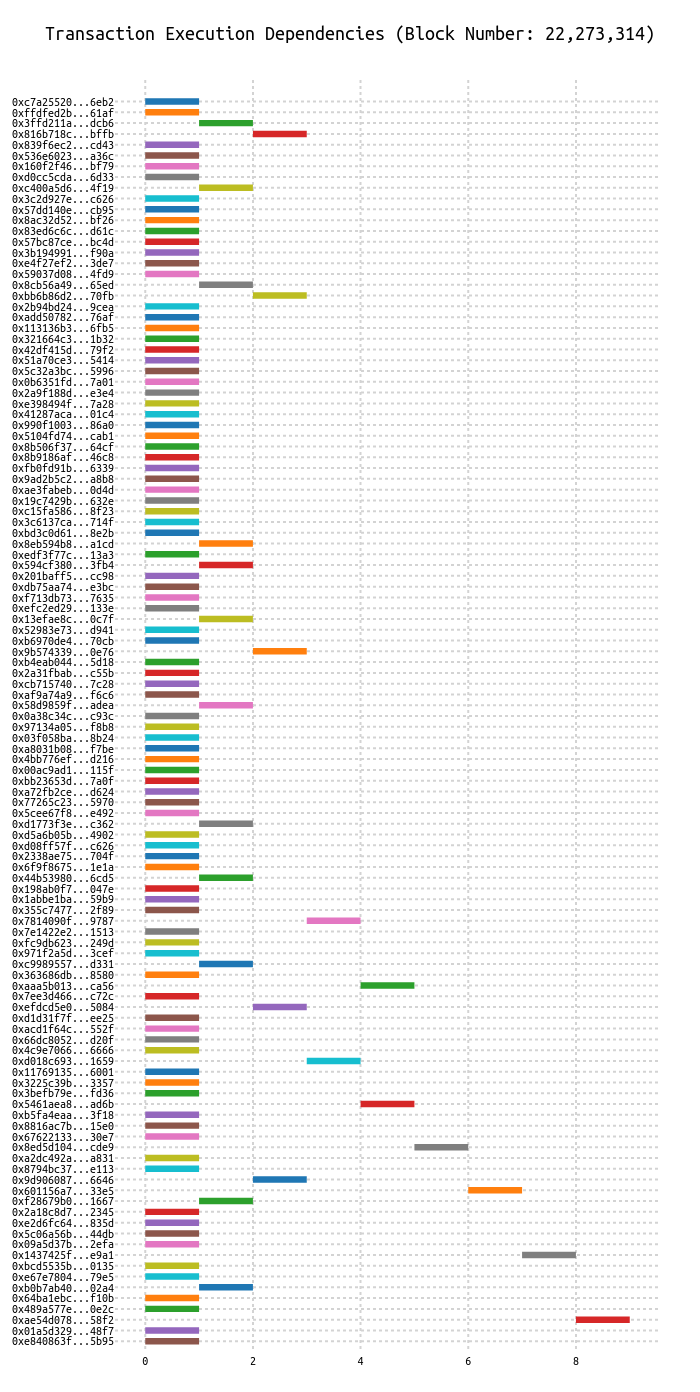 Transaction Execution Dependencies (Block Number: 22,273,314)
0xc7a25520...6eb2
0xffdfed2b...61af
0x3ffd211a...dcb6
0x816b718c...bffb
0x839f6ec2...cd43
0x536e6023...a36c
0x160f2f46...bf79
0xd0cc5cda...6d33
0xc400a5d6...4f19
0x3c2d927e...c626
0x57dd140e...cb95
0x8ac32d52...bf26
0x83ed6c6c...d61c
0x57bc87ce...bc4d
0x3b194991...f90a
0xe4f27ef2...3de7
0x59037d08...4fd9
0x8cb56a49...65ed
0xbb6b86d2...70fb
0x2b94bd24...9cea
0xadd50782...76af
0x113136b3...6fb5
0x321664c3...1b32
0x42df415d...79f2
0x51a70ce3...5414
0x5c32a3bc...5996
0x0b6351fd...7a01
0x2a9f188d...e3e4
0xe398494f...7a28
0x41287aca...01c4
0x990f1003...86a0
0x5104fd74...cab1
0x8b506f37...64cf
0x8b9186af...46c8
0xfb0fd91b...6339
0x9ad2b5c2...a8b8
0xae3fabeb...0d4d
0x19c7429b...632e
0xc15fa586...8f23
0x3c6137ca...714f
0xbd3c0d61...8e2b
0x8eb594b8...a1cd
0xedf3f77c...13a3
0x594cf380...3fb4
0x201baff5...cc98
0xdb75aa74...e3bc
0xf713db73...7635
0xefc2ed29...133e
0x13efae8c...0c7f
0x52983e73...d941
0xb6970de4...70cb
0x9b574339...0e76
0xb4eab044...5d18
0x2a31fbab...c55b
0xcb715740...7c28
0xaf9a74a9...f6c6
0x58d9859f...adea
0x0a38c34c...c93c
0x97134a05...f8b8
0x03f058ba...8b24
0xa8031b08...f7be
0x4bb776ef...d216
0x00ac9ad1...115f
0xbb23653d...7a0f
0xa72fb2ce...d624
0x77265c23...5970
0x5cee67f8...e492
0xd1773f3e...c362
0xd5a6b05b...4902
0xd08ff57f...c626
0x2338ae75...704f
0x6f9f8675...1e1a
0x44b53980...6cd5
0x198ab0f7...047e
0x1abbe1ba...59b9
0x355c7477...2f89
0x7814090f...9787
0x7e1422e2...1513
0xfc9db623...249d
0x971f2a5d...3cef
0xc9989557...d331
0x363686db...8580
0xaaa5b013...ca56
0x7ee3d466...c72c
0xefdcd5e0...5084
0xd1d31f7f...ee25
0xacd1f64c...552f
0x66dc8052...d20f
0x4c9e7066...6666
0xd018c693...1659
0x11769135...6001
0x3225c39b...3357
0x3befb79e...fd36
0x5461aea8...ad6b
0xb5fa4eaa...3f18
0x8816ac7b...15e0
0x67622133...30e7
0x8ed5d104...cde9
0xa2dc492a...a831
0x8794bc37...e113
0x9d906087...6646
0x601156a7...33e5
0xf28679b0...1667
0x2a18c8d7...2345
0xe2d6fc64...835d
0x5c06a56b...44db
0x09a5d37b...2efa
0x1437425f...e9a1
0xbcd5535b...0135
0xe67e7804...79e5
0xb0b7ab40...02a4
0x64ba1ebc...f10b
0x489a577e...0e2c
0xae54d078...58f2
0x01a5d329...48f7
0xe840863f...5b95
0 2 4 6 8